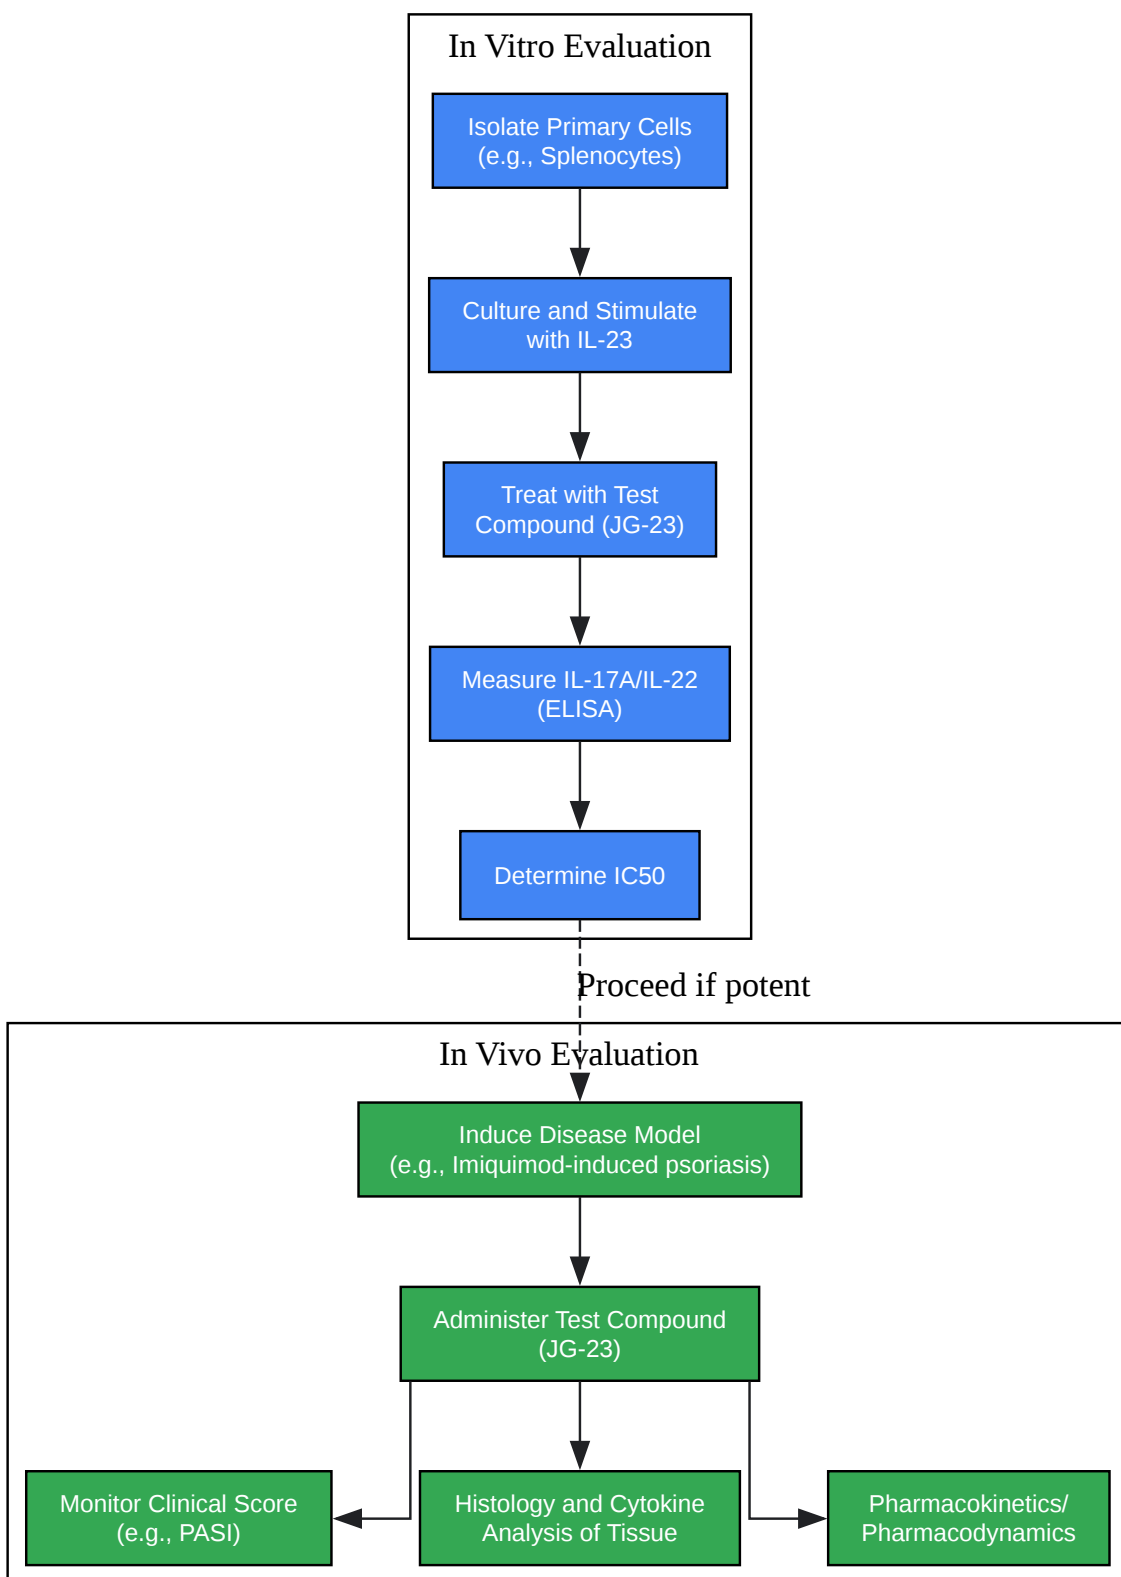 In Vitro Evaluation
Isolate Primary Cells
(e.g., Splenocytes)
Culture and Stimulate
with IL-23
Treat with Test
Compound (JG-23)
Measure IL-17A/IL-22
(ELISA)
Determine IC50
Proceed if potent
In Vivo Evaluation
Induce Disease Model
(e.g., Imiquimod-induced psoriasis)
Administer Test Compound
(JG-23)
Monitor Clinical Score
(e.g., PASI)
Histology and Cytokine
Analysis of Tissue
Pharmacokinetics/
Pharmacodynamics